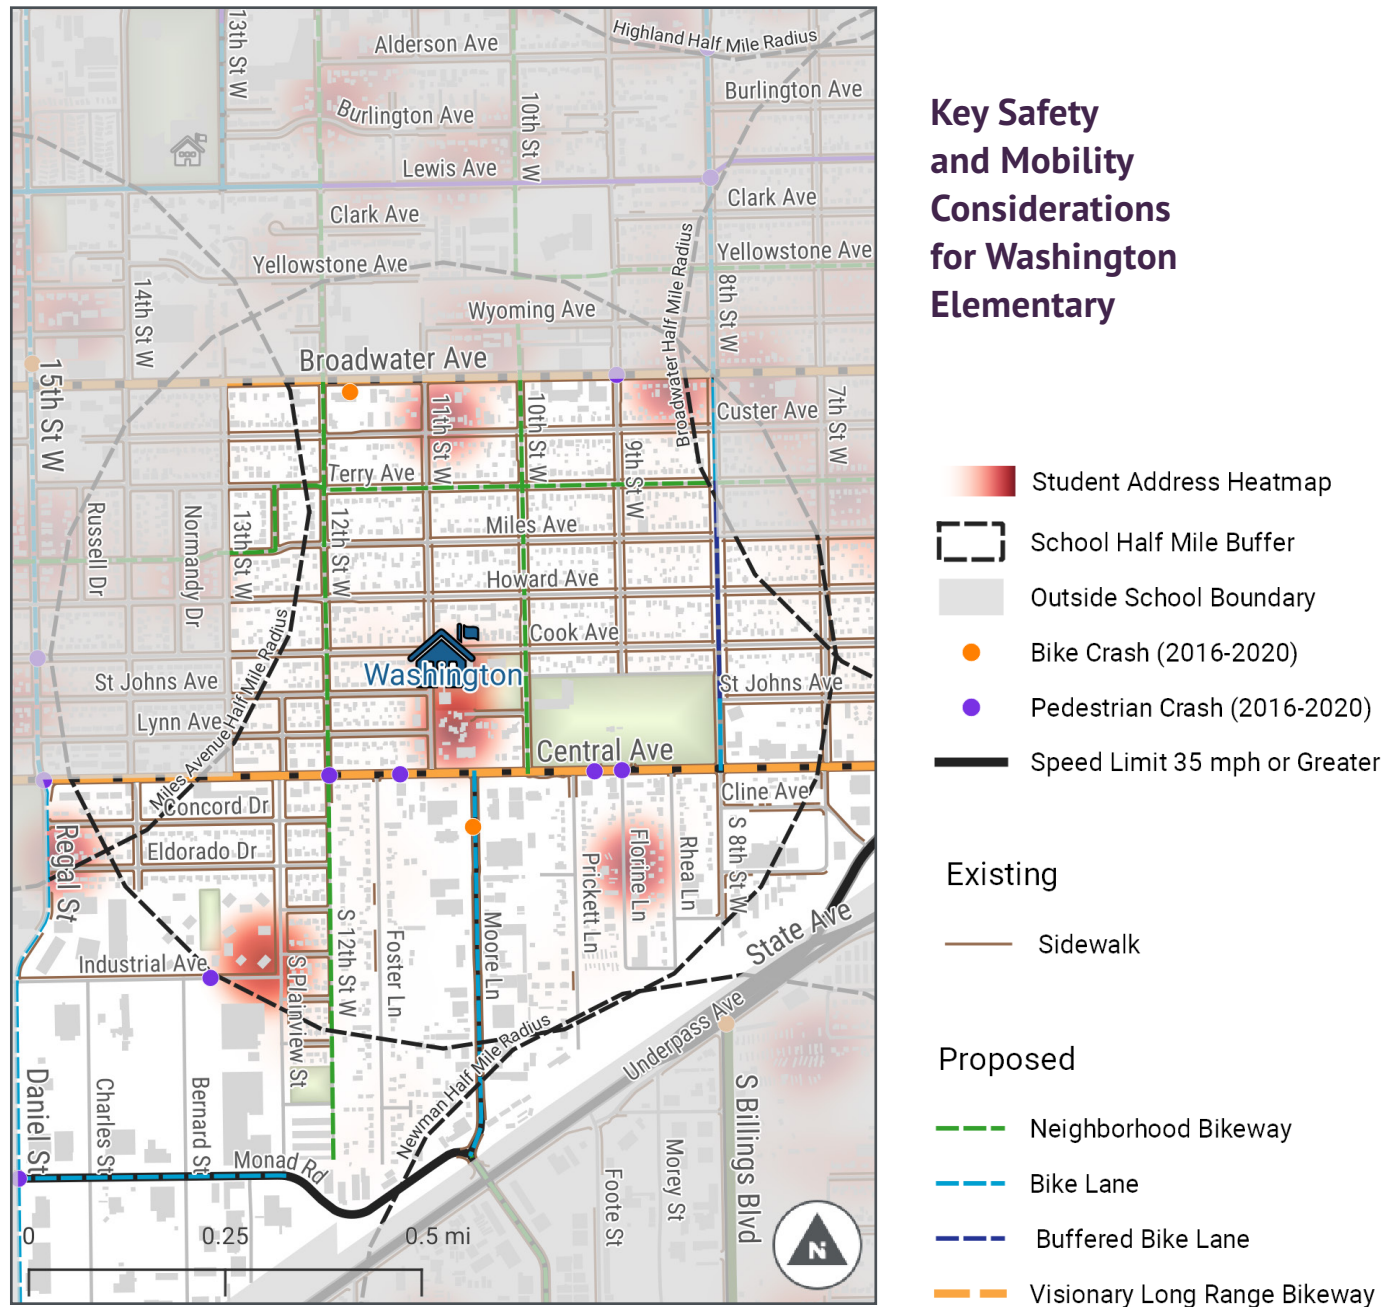 Key Safety
and Mobility
Considerations
for Washington
Elementary
Student Address Heatmap
School Half Mile Buffer
Outside School Boundary
Bike Crash (2016-2020)
Pedestrian Crash (2016-2020)
Speed Limit 35 mph or Greater
Existing
Sidewalk
Proposed
Neighborhood Bikeway
Bike Lane
Buffered Bike Lane
Visionary Long Range Bikeway
13th St W
Alderson Ave
Highland Half Mile Radius
Burlington Ave
Burlington Ave
10th St W
Lewis Ave
Clark Ave
Clark Ave
Yellowstone Ave
Yellowstone Ave
14th St W
Wyoming Ave
8th St W
Broadwater Half Mile Radius
Broadwater Ave
15th St W
11th St W
10th St W
Custer Ave
7th St W
Terry Ave
9th St W
Russell Dr
Normandy Dr
13th St W
12th St W
Miles Ave
Howard Ave
Cook Ave
Washington
St Johns Ave
St Johns Ave
Lynn Ave
Miles Avenue Half Mile Radius
Central Ave
Concord Dr
Cline Ave
Regal St
Eldorado Dr
Prickett Ln
Florine Ln
Rhea Ln
S 8th St W
S 12th St W
Foster Ln
Moore Ln
State Ave
Industrial Ave
S Plainview St
Underpass Ave
Newman Half Mile Radius
Daniel St
Charles St
Bernard St
Monad Rd
Foote St
Morey St
S Billings Blvd
0
0.25
0.5 mi
N